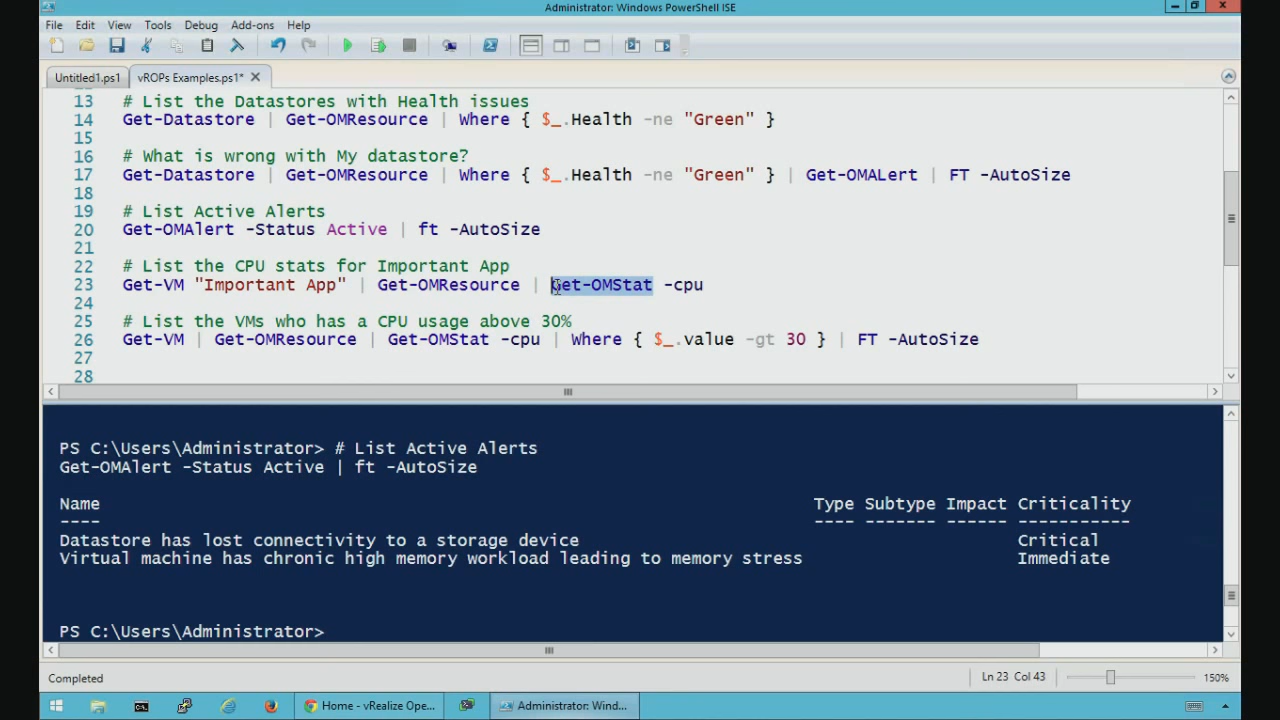 Administrator: Windows PowerShell ISE
File Edit View Tools Debug Add-ons Help
Untitled1.ps1 vROPs Examples.ps1*
13 # List the Datastores with Health issues
14 Get-Datastore | Get-OMResource | Where { $_.Health -ne "Green" }
15
16 # What is wrong with My datastore?
17 Get-Datastore | Get-OMResource | Where { $_.Health -ne "Green" } | Get-OMALert | FT -AutoSize
18
19 # List Active Alerts
20 Get-OMAlert -Status Active | ft -AutoSize
21
22 # List the CPU stats for Important App
23 Get-VM "Important App" | Get-OMResource | Get-OMStat -cpu
24
25 # List the VMs who has a CPU usage above 30%
26 Get-VM | Get-OMResource | Get-OMStat -cpu | Where { $_.value -gt 30 } | FT -AutoSize
27
28
PS C:\Users\Administrator> # List Active Alerts
Get-OMAlert -Status Active | ft -AutoSize
Name Type Subtype Impact Criticality
---- ---- ------- ------ -----------
Datastore has lost connectivity to a storage device Critical
Virtual machine has chronic high memory workload leading to memory stress Immediate
PS C:\Users\Administrator>
Completed Ln 23 Col 43 150%
Home - vRealize Ope... Administrator: Wind...